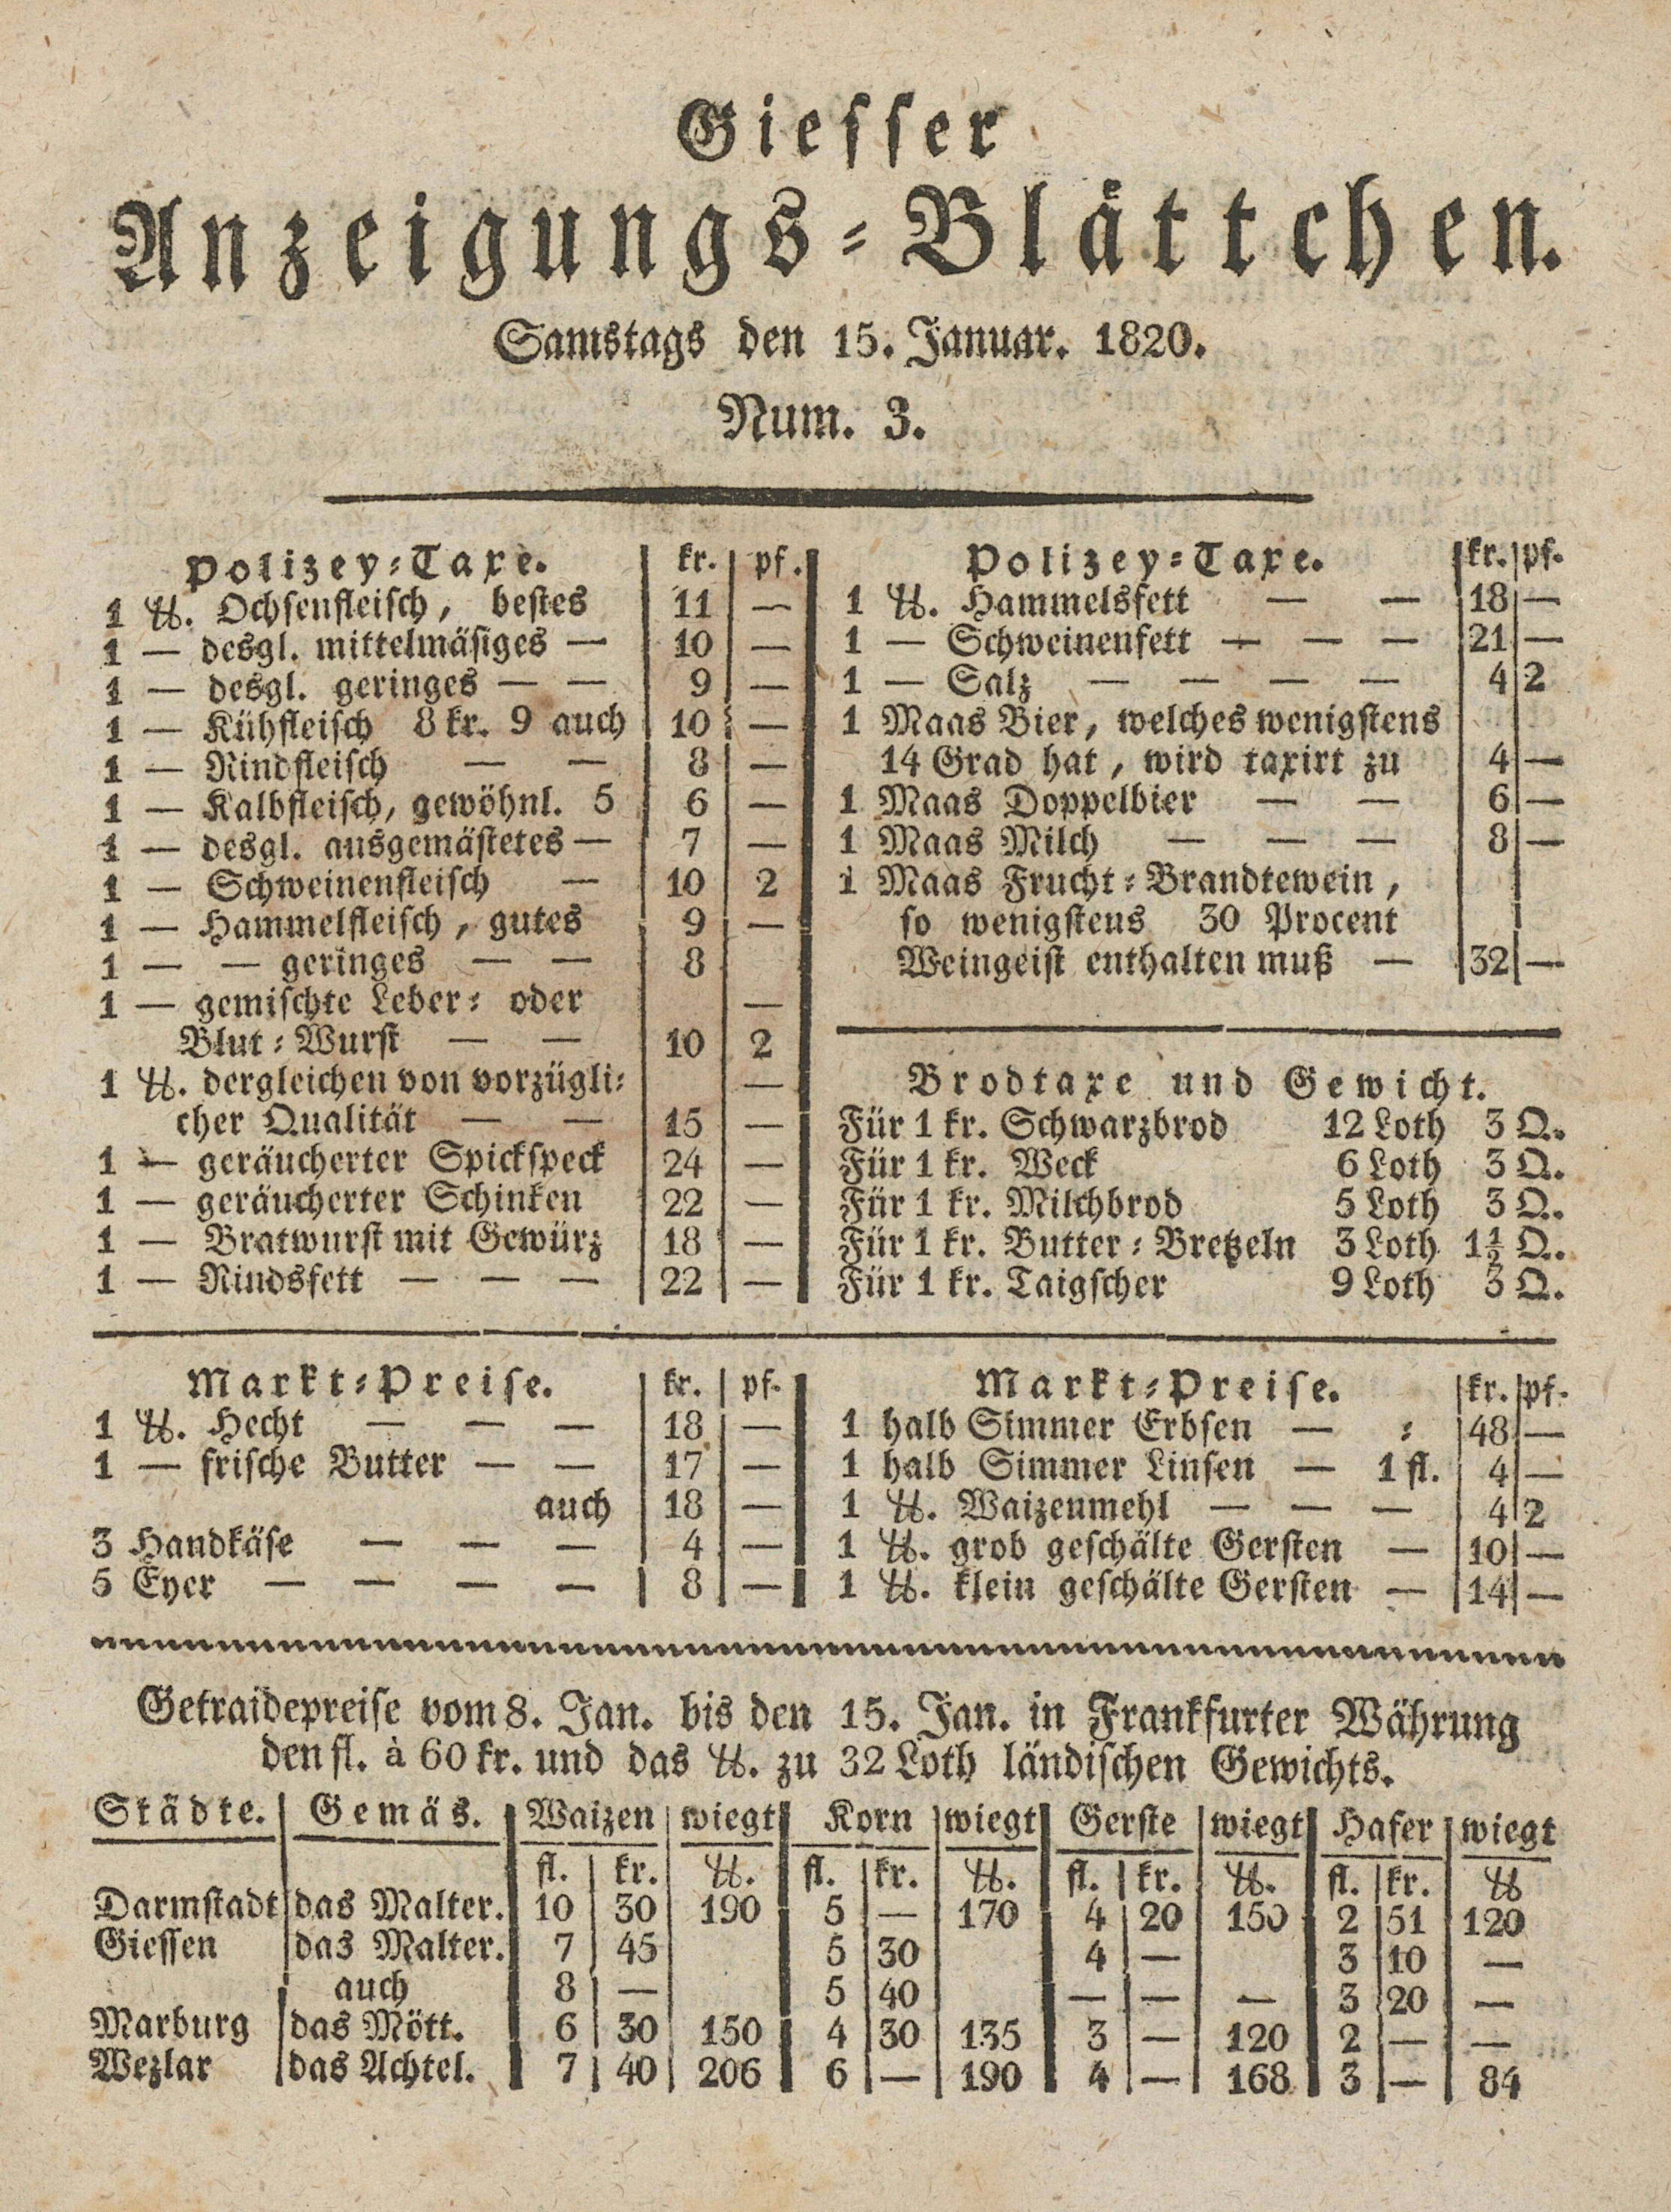 Giesser
Anzeigungs-Blättchen.
Samstags den 15. Januar. 1820.
Num. 3.
Polizey-Taxe. kr. pf.
1 ℔. Ochsenfleisch, bestes 11 —
1 — desgl. mittelmäsiges — 10 —
1 — desgl. geringes — — 9 —
1 — Kühfleisch 8 kr. 9 auch 10 —
1 — Rindfleisch — — 8 —
1 — Kalbfleisch, gewöhnl. 5 6 —
1 — desgl. ausgemästetes — 7 —
1 — Schweinenfleisch — 10 2
1 — Hammelfleisch, gutes 9 —
1 — — geringes — — 8
1 — gemischte Leber- oder —
Blut-Wurst — — 10 2
1 ℔. dergleichen von vorzügli- —
cher Qualität — — 15 —
1 — geräucherter Spickspeck 24 —
1 — geräucherter Schinken 22 —
1 — Bratwurst mit Gewürz 18 —
1 — Rindsfett — — — 22 —
Polizey-Taxe. kr. pf.
1 ℔. Hammelsfett — — 18 —
1 — Schweinenfett — — — 21 —
1 — Salz — — — — 4 2
1 Maas Bier, welches wenigstens
14 Grad hat, wird taxirt zu 4 —
1 Maas Doppelbier — — 6 —
1 Maas Milch — — — 8 —
1 Maas Frucht-Brandtewein,
so wenigstens 30 Procent
Weingeist enthalten muß — 32 —
Brodtaxe und Gewicht.
Für 1 kr. Schwarzbrod 12 Loth 3 Q.
Für 1 kr. Weck 6 Loth 3 Q.
Für 1 kr. Milchbrod 5 Loth 3 Q.
Für 1 kr. Butter-Bretzeln 3 Loth 1½ Q.
Für 1 kr. Taigscher 9 Loth 3 Q.
Markt-Preise. kr. pf.
1 ℔. Hecht — — — 18 —
1 — frische Butter — — 17 —
auch 18 —
3 Handkäse — — — 4 —
5 Eyer — — — — 8 —
Markt-Preise. kr. pf.
1 halb Simmer Erbsen — - 48 —
1 halb Simmer Linsen — 1 fl. 4 —
1 ℔. Waizenmehl — — — 4 2
1 ℔. grob geschälte Gersten — 10 —
1 ℔. klein geschälte Gersten — 14 —
Getraidepreise vom 8. Jan. bis den 15. Jan. in Frankfurter Währung
den fl. à 60 kr. und das ℔. zu 32 Loth ländischen Gewichts.
Städte. Gemäs. Waizen wiegt Korn wiegt Gerste wiegt Hafer wiegt
fl. kr. ℔. fl. kr. ℔. fl. kr. ℔. fl. kr. ℔
Darmstadt das Malter. 10 30 190 5 — 170 4 20 150 2 51 120
Giessen das Malter. 7 45 5 30 4 — 3 10 —
auch 8 — 5 40 — — — 3 20 —
Marburg das Mött. 6 30 150 4 30 135 3 — 120 2 — —
Wezlar das Achtel. 7 40 206 6 — 190 4 — 168 3 — 84